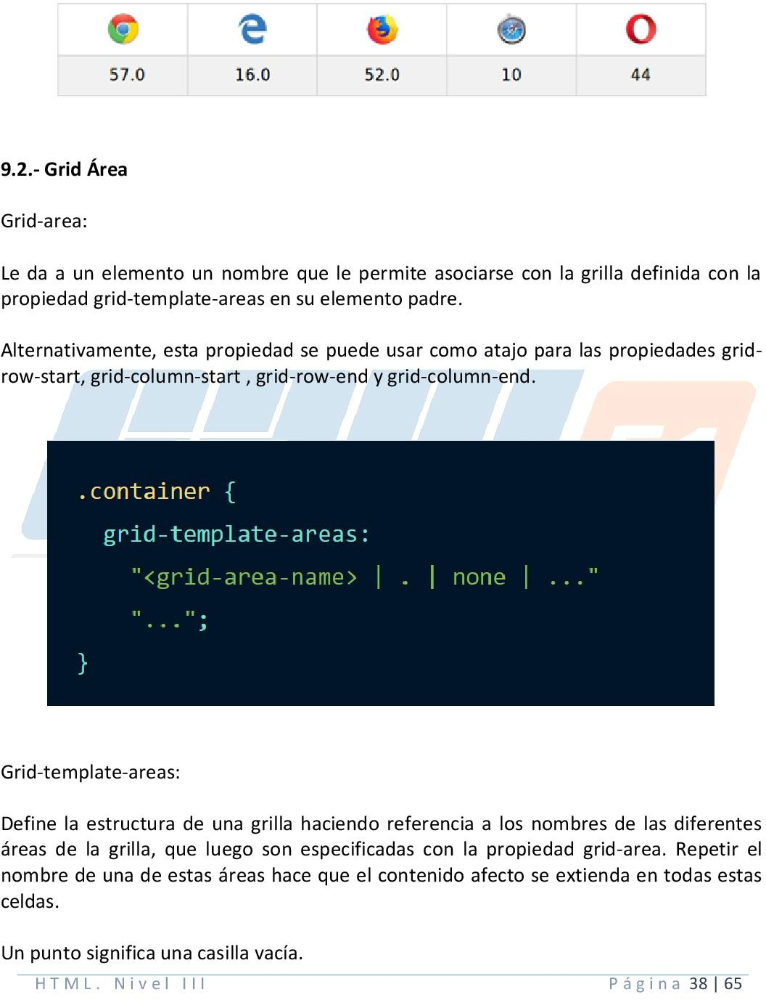 57.0 16.0 52.0 10 44
9.2.- Grid Área
Grid-area:
Le da a un elemento un nombre que le permite asociarse con la grilla definida con la
propiedad grid-template-areas en su elemento padre.
Alternativamente, esta propiedad se puede usar como atajo para las propiedades grid-
row-start, grid-column-start , grid-row-end y grid-column-end.
.container {
grid-template-areas:
"<grid-area-name> | . | none | ..."
"...";
}
Grid-template-areas:
Define la estructura de una grilla haciendo referencia a los nombres de las diferentes
áreas de la grilla, que luego son especificadas con la propiedad grid-area. Repetir el
nombre de una de estas áreas hace que el contenido afecto se extienda en todas estas
celdas.
Un punto significa una casilla vacía.
HTML. Nivel III Página 38 | 65